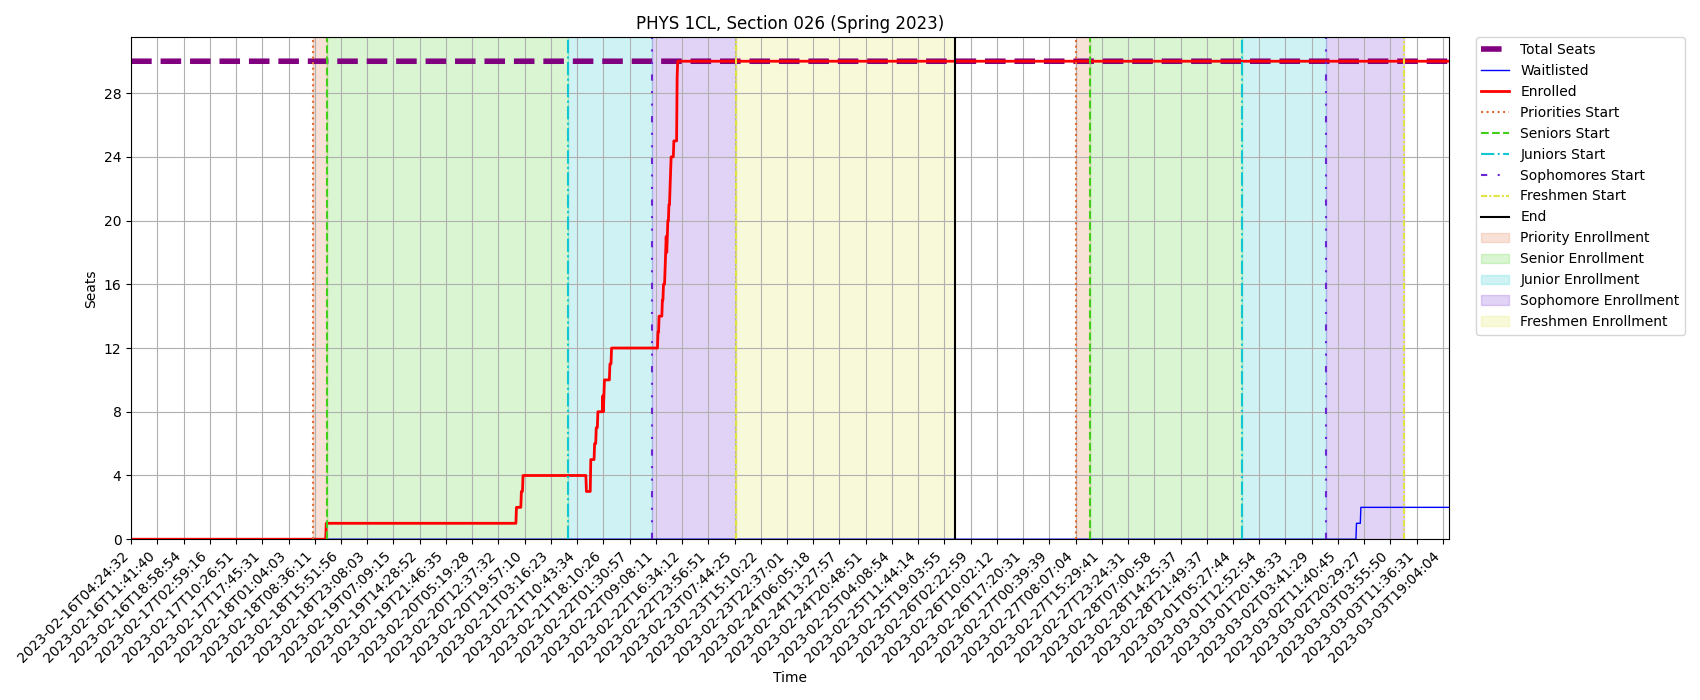 PHYS 1CL, Section 026 (Spring 2023)
Seats
28
24
20
16
12
8
4
0
2023-02-16T04:24:32
2023-02-16T11:41:40
2023-02-16T18:58:54
2023-02-17T02:59:16
2023-02-17T10:26:51
2023-02-17T17:45:31
2023-02-18T01:04:03
2023-02-18T08:36:11
2023-02-18T15:51:56
2023-02-18T23:08:03
2023-02-19T07:09:15
2023-02-19T14:28:52
2023-02-19T21:46:35
2023-02-20T05:19:28
2023-02-20T12:37:32
2023-02-20T19:57:10
2023-02-21T03:16:23
2023-02-21T10:43:34
2023-02-21T18:10:26
2023-02-22T01:30:57
2023-02-22T09:08:11
2023-02-22T16:34:12
2023-02-22T23:56:51
2023-02-23T07:44:25
2023-02-23T15:10:22
2023-02-23T22:37:01
2023-02-24T06:05:18
2023-02-24T13:27:57
2023-02-24T20:48:51
2023-02-25T04:08:54
2023-02-25T11:44:14
2023-02-25T19:03:55
2023-02-26T02:22:59
2023-02-26T10:02:12
2023-02-26T17:20:31
2023-02-27T00:39:39
2023-02-27T08:07:04
2023-02-27T15:29:41
2023-02-27T23:24:31
2023-02-28T07:00:58
2023-02-28T14:25:37
2023-02-28T21:49:37
2023-03-01T05:27:44
2023-03-01T12:52:54
2023-03-01T20:18:33
2023-03-02T03:41:29
2023-03-02T11:40:45
2023-03-02T20:29:27
2023-03-03T03:55:50
2023-03-03T11:36:31
2023-03-03T19:04:04
Time
Total Seats
Waitlisted
Enrolled
Priorities Start
Seniors Start
Juniors Start
Sophomores Start
Freshmen Start
End
Priority Enrollment
Senior Enrollment
Junior Enrollment
Sophomore Enrollment
Freshmen Enrollment